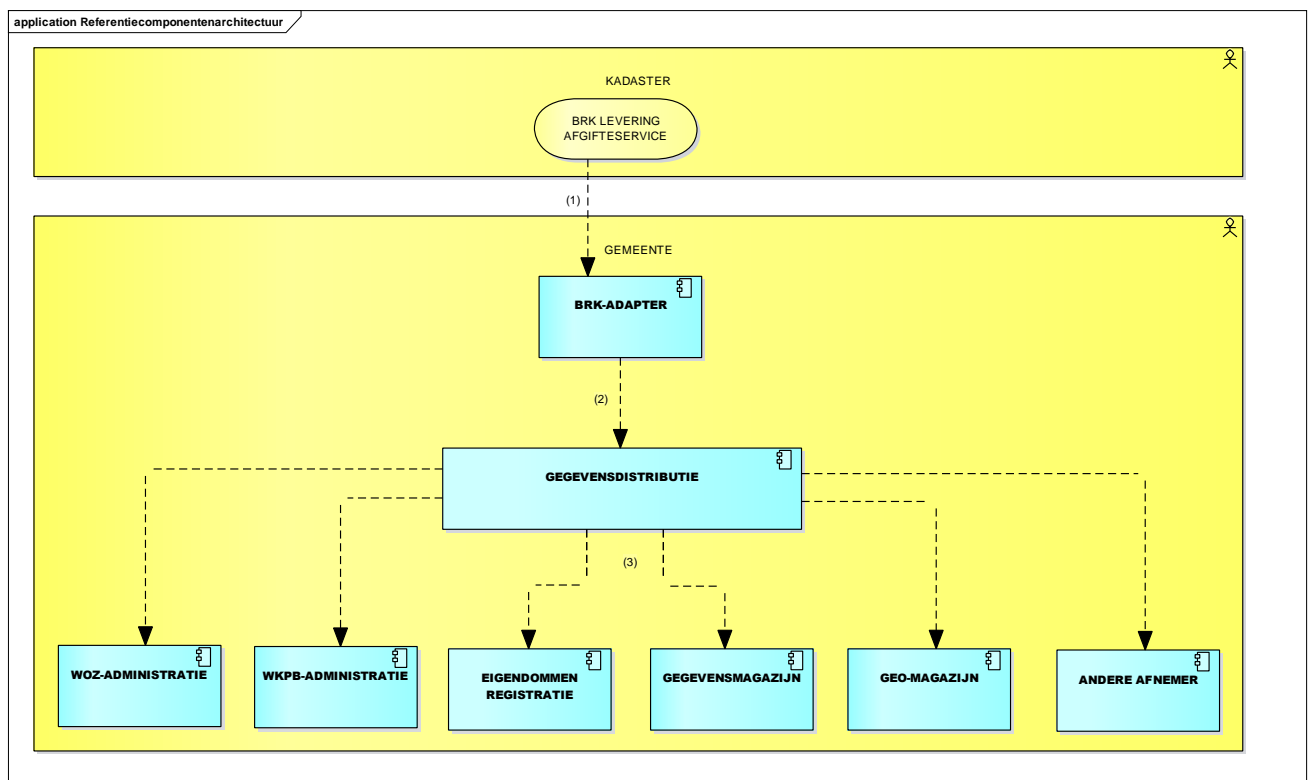 application Referentiecomponentenarchitectuur
KADASTER
BRK LEVERING
AFGIFTESERVICE
(1)
GEMEENTE
BRK-ADAPTER
(2)
GEGEVENSDISTRIBUTIE
(3)
WOZ-ADMINISTRATIE
WKPB-ADMINISTRATIE
EIGENDOMMEN
REGISTRATIE
GEGEVENSMAGAZIJN
GEO-MAGAZIJN
ANDERE AFNEMER